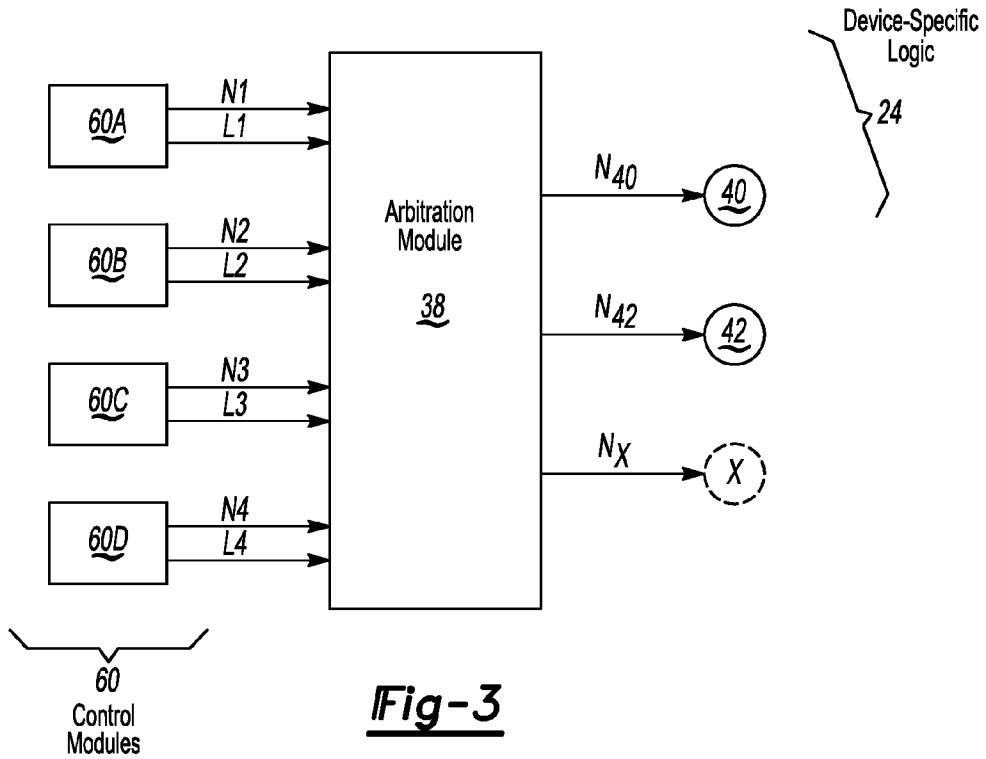 Device-Specific
Logic
24
60A
N1
L1
60B
N2
L2
60C
N3
L3
60D
N4
L4
Arbitration
Module
38
N40
40
N42
42
NX
X
60
Control
Modules
Fig-3